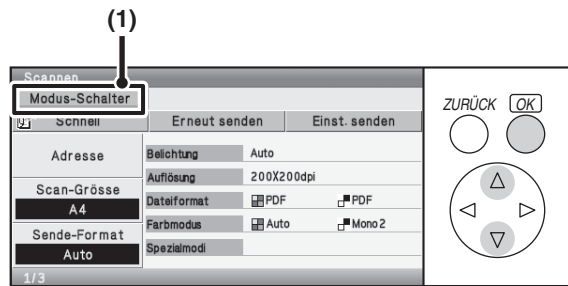 (1)
Scannen
Modus-Schalter
Schnell Erneut senden Einst. senden
Adresse
Scan-Grösse
A4
Sende-Format
Auto
Belichtung Auto
Auflösung 200X200dpi
Dateiformat PDF PDF
Farbmodus Auto Mono2
Spezialmodi
1/3
ZURÜCK OK